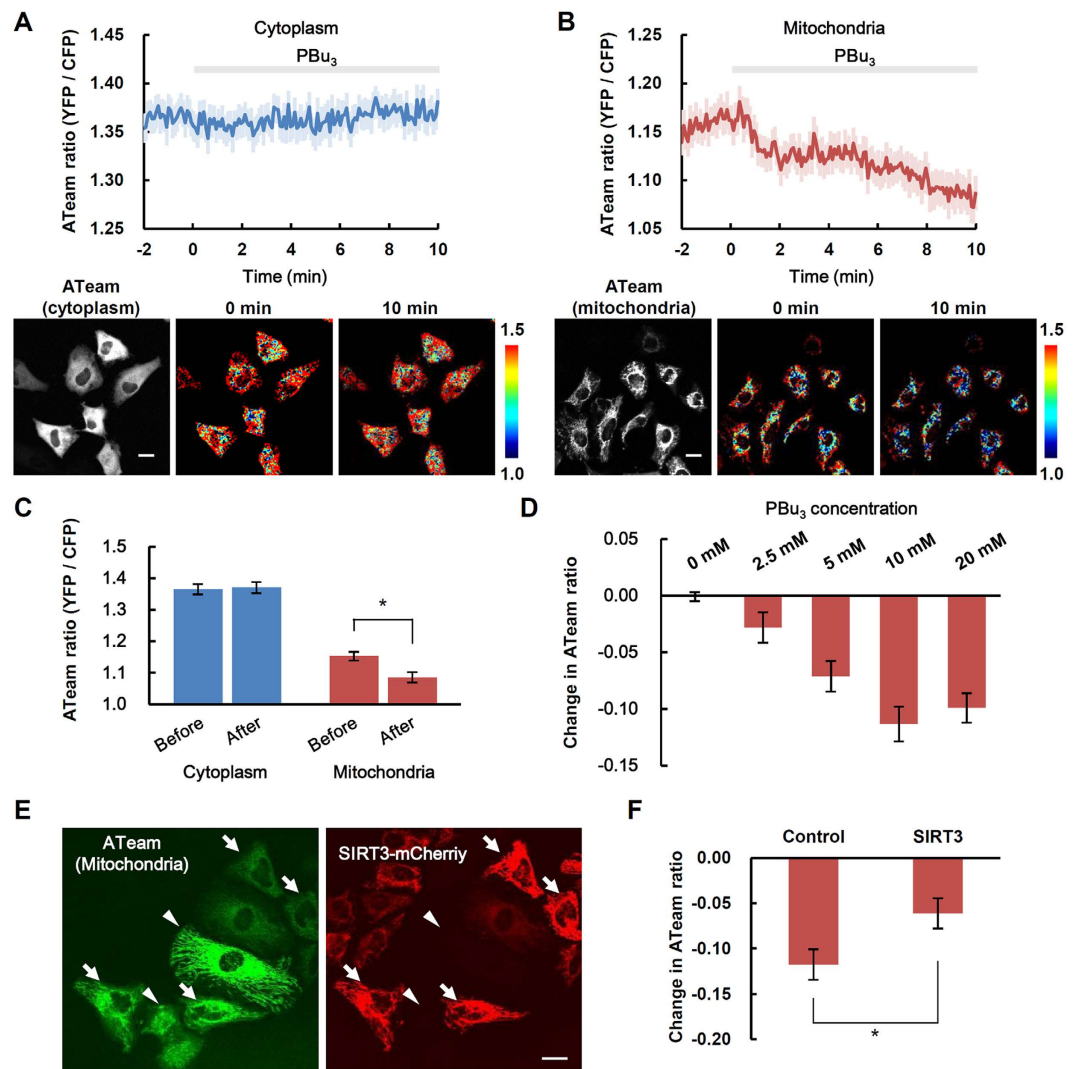 A
Cytoplasm
PBu3
ATeam ratio (YFP / CFP)
1.45
1.40
1.35
1.30
1.25
-2 0 2 4 6 8 10
Time (min)
ATeam
(cytoplasm)
0 min
10 min
1.5
1.0
B
Mitochondria
PBu3
ATeam ratio (YFP / CFP)
1.25
1.20
1.15
1.10
1.05
-2 0 2 4 6 8 10
Time (min)
ATeam
(mitochondria)
0 min
10 min
1.5
1.0
C
ATeam ratio (YFP / CFP)
1.5
1.4
1.3
1.2
1.1
1.0
*
Before After Before After
Cytoplasm Mitochondria
D
PBu3 concentration
0 mM 2.5 mM 5 mM 10 mM 20 mM
Change in ATeam ratio
0.05
0.00
-0.05
-0.10
-0.15
E
ATeam
(Mitochondria)
SIRT3-mCherriy
F
Control SIRT3
Change in ATeam ratio
0.00
-0.05
-0.10
-0.15
-0.20
*